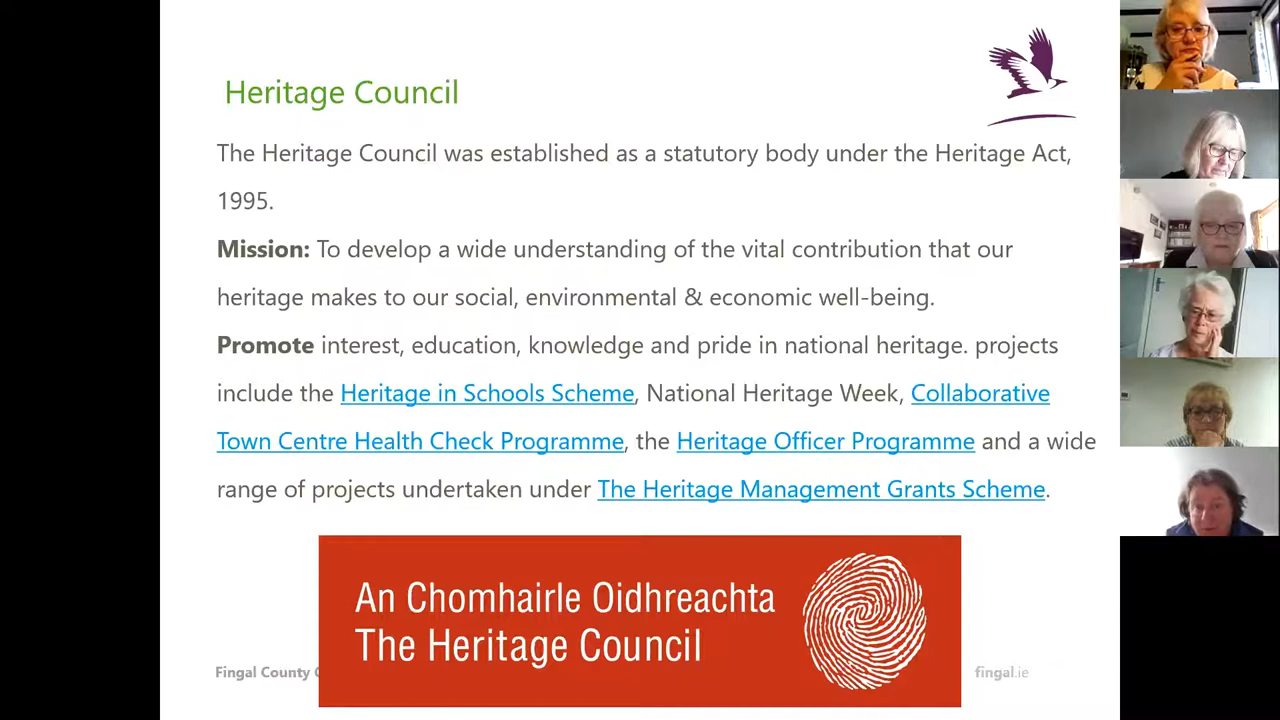 Heritage Council
The Heritage Council was established as a statutory body under the Heritage Act,
1995.
Mission: To develop a wide understanding of the vital contribution that our
heritage makes to our social, environmental & economic well-being.
Promote interest, education, knowledge and pride in national heritage. projects
include the Heritage in Schools Scheme, National Heritage Week, Collaborative
Town Centre Health Check Programme, the Heritage Officer Programme and a wide
range of projects undertaken under The Heritage Management Grants Scheme.
An Chomhairle Oidhreachta
The Heritage Council
Fingal County
fingal.ie